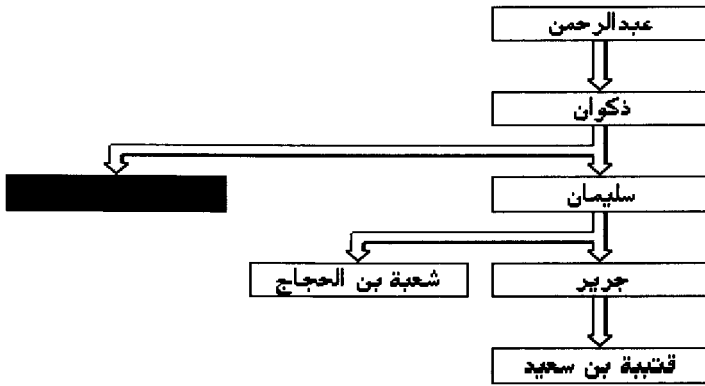 عبدالرحمن
ذكوان
سليمان
جرير
شعبة بن الحجاج
قتيبة بن سعيد